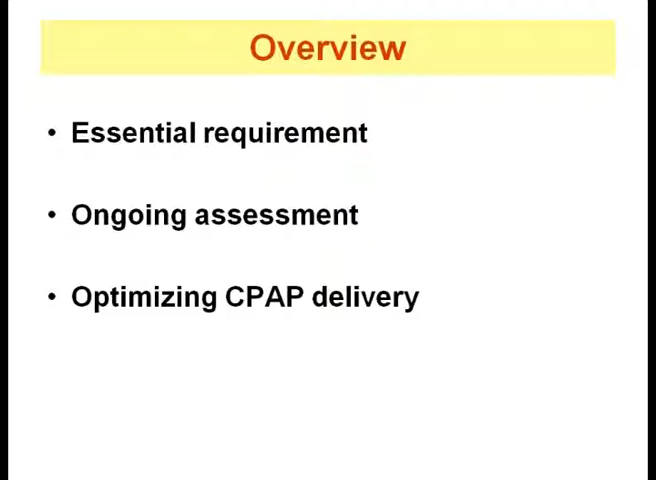 Overview
• Essential requirement
• Ongoing assessment
• Optimizing CPAP delivery